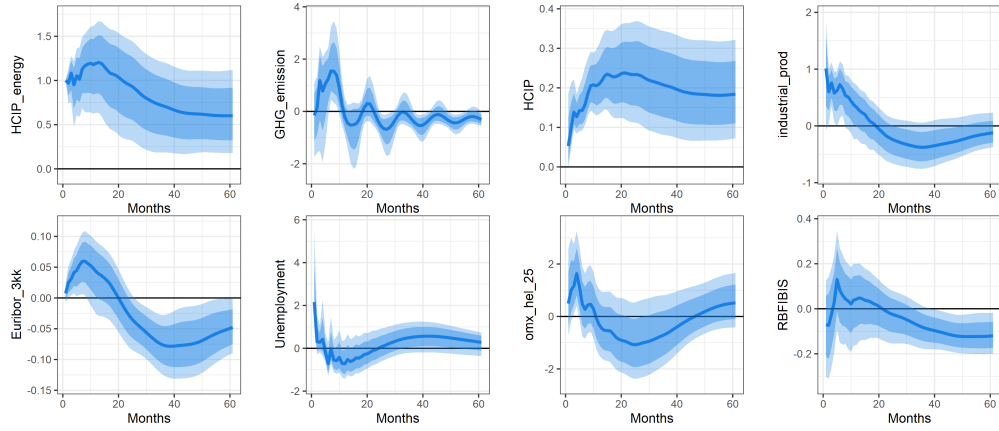 HCIP_energy
1.5
1.0
0.5
0.0
0 20 40 60
Months
GHG_emission
4
2
0
-2
0 20 40 60
Months
HCIP
0.4
0.3
0.2
0.1
0.0
0 20 40 60
Months
industrial_prod
2
1
0
-1
0 20 40 60
Months
Euribor_3kk
0.10
0.05
0.00
-0.05
-0.10
-0.15
0 20 40 60
Months
Unemployment
6
4
2
0
-2
0 20 40 60
Months
omx_hel_25
2
0
-2
0 20 40 60
Months
RBFIBIS
0.4
0.2
0.0
-0.2
0 20 40 60
Months